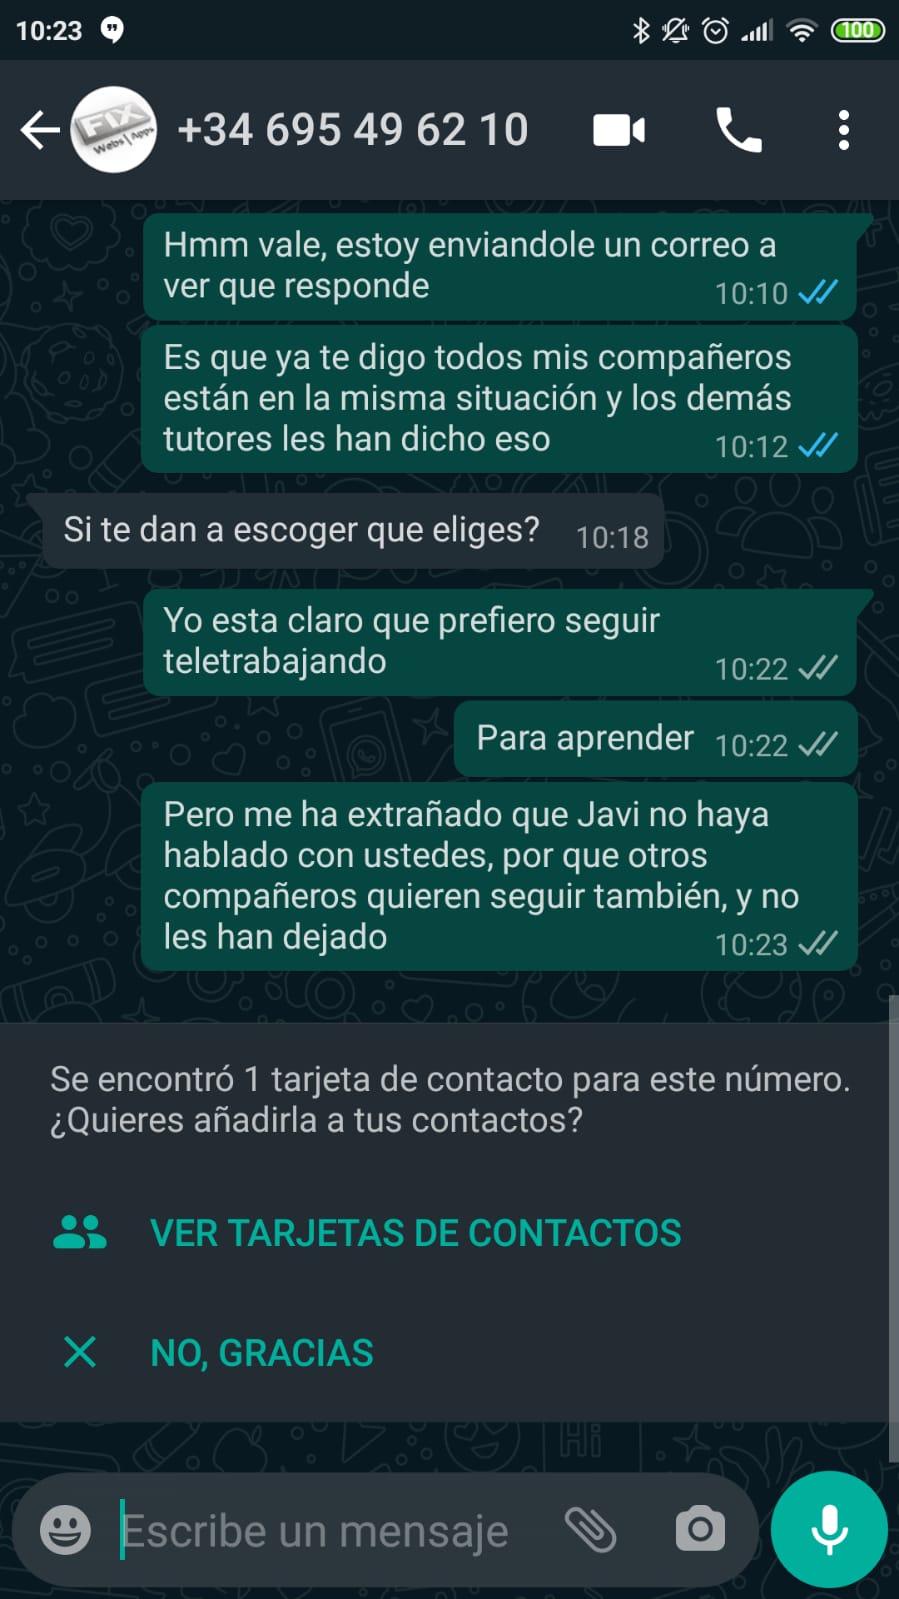 10:23
100
FIX
Webs | Apps
+34 695 49 62 10
Hmm vale, estoy enviandole un correo a
ver que responde
10:10
Es que ya te digo todos mis compañeros
están en la misma situación y los demás
tutores les han dicho eso
10:12
Si te dan a escoger que eliges?
10:18
Yo esta claro que prefiero seguir
teletrabajando
10:22
Para aprender
10:22
Pero me ha extrañado que Javi no haya
hablado con ustedes, por que otros
compañeros quieren seguir también, y no
les han dejado
10:23
Se encontró 1 tarjeta de contacto para este número.
¿Quieres añadirla a tus contactos?
VER TARJETAS DE CONTACTOS
NO, GRACIAS
Hi
Escribe un mensaje